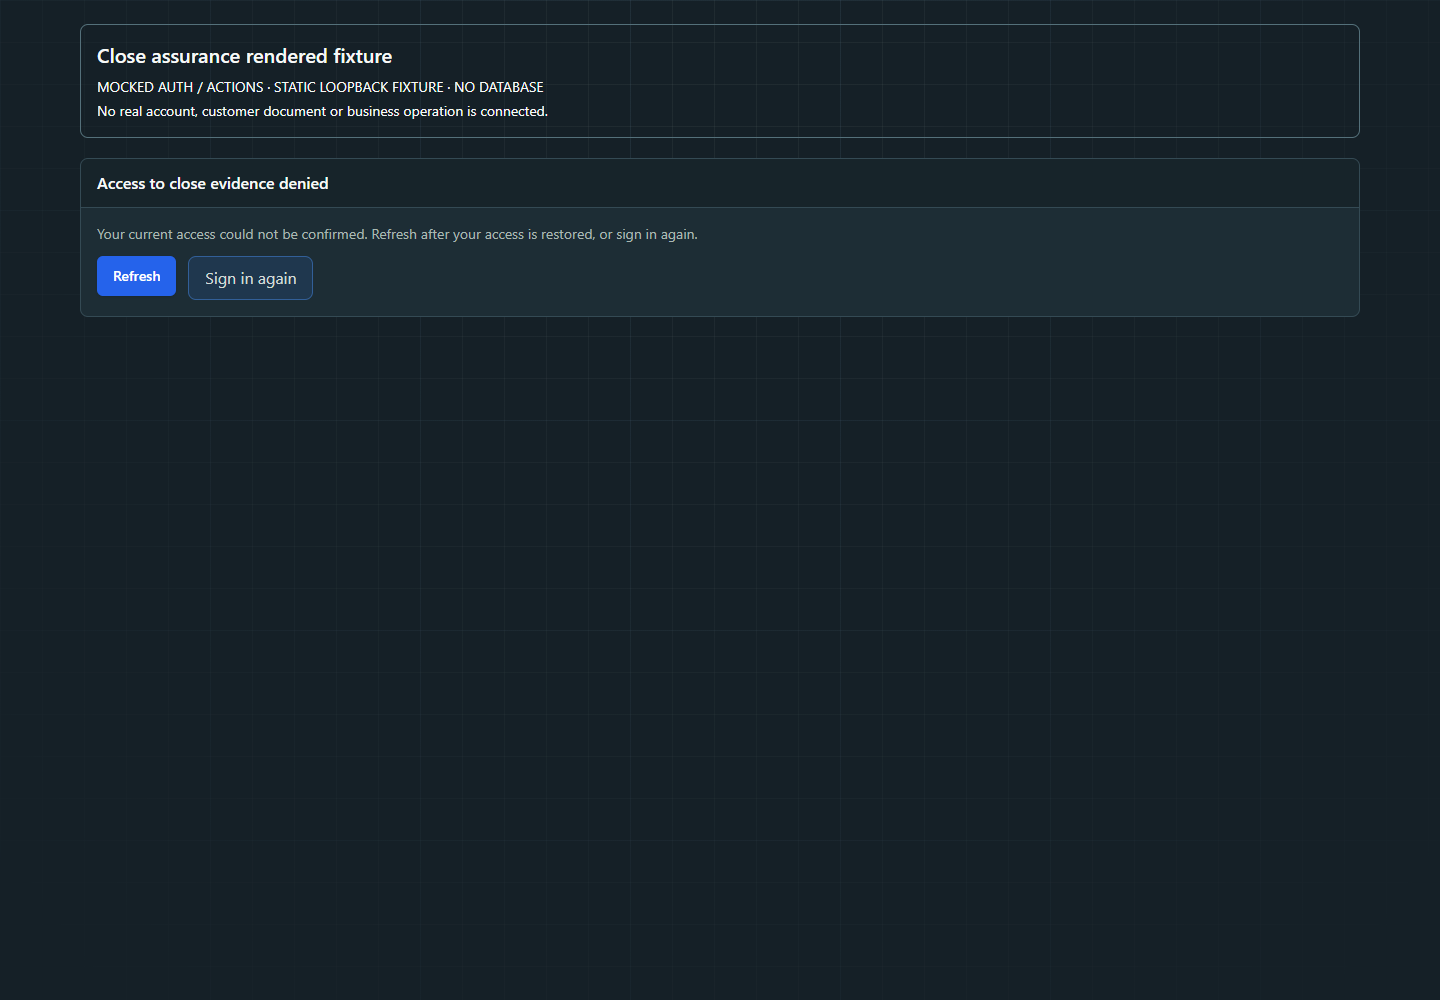 Close assurance rendered fixture
MOCKED AUTH / ACTIONS · STATIC LOOPBACK FIXTURE · NO DATABASE
No real account, customer document or business operation is connected.
Access to close evidence denied
Your current access could not be confirmed. Refresh after your access is restored, or sign in again.
Refresh
Sign in again